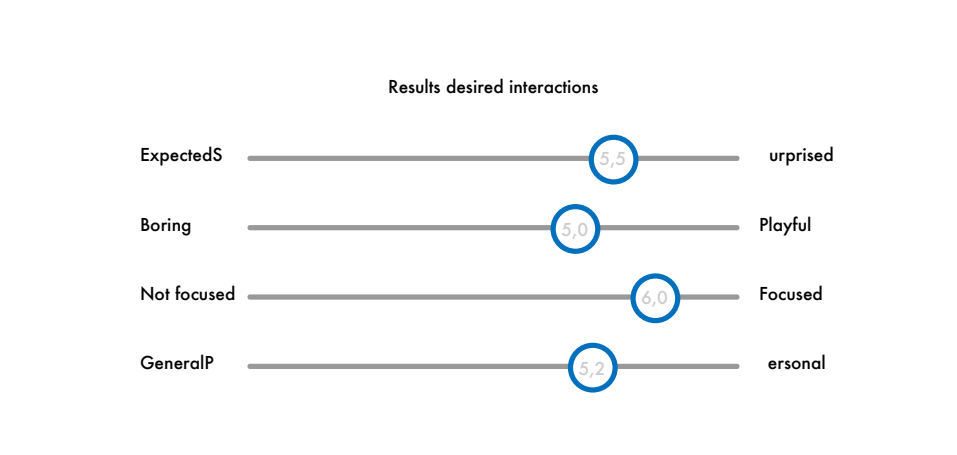 Results desired interactions
ExpectedS 5,5 urprised
Boring 5,0 Playful
Not focused 6,0 Focused
GeneralP 5,2 ersonal